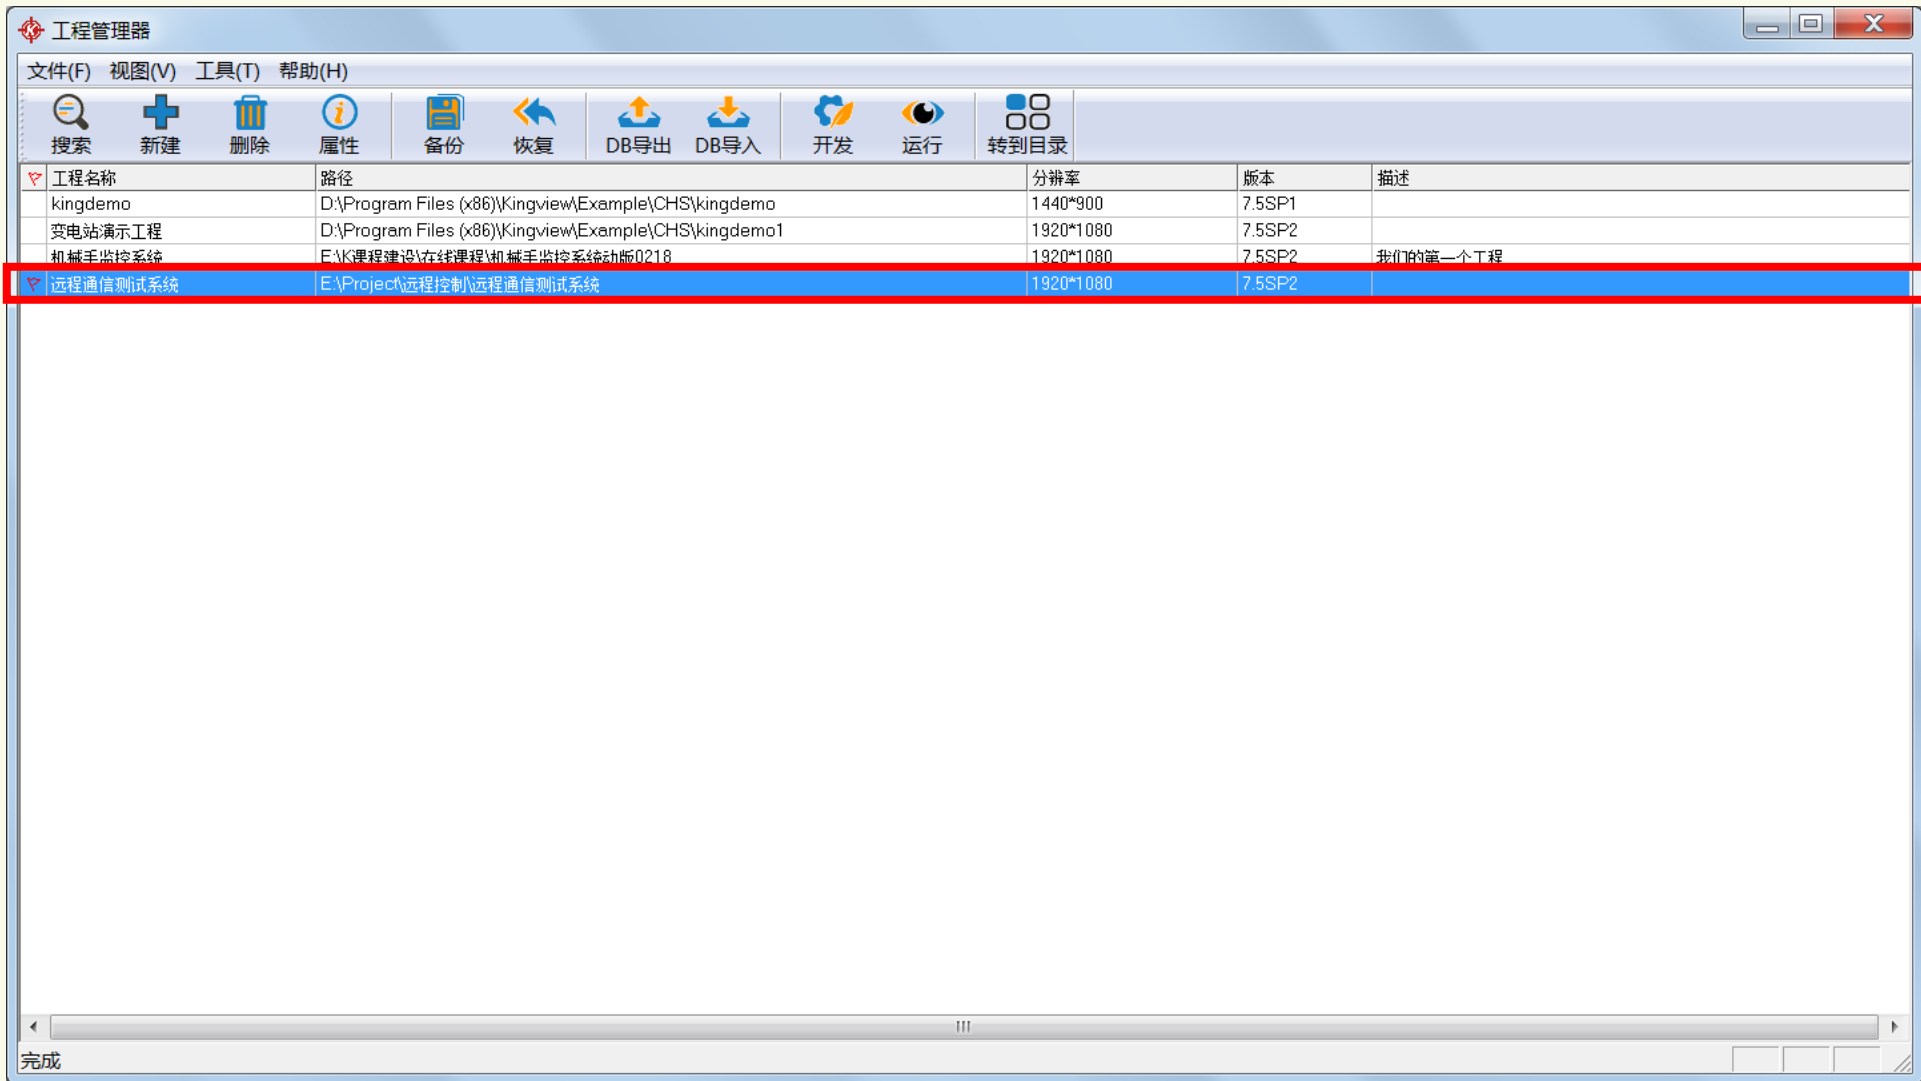 工程管理器
文件(F) 视图(V) 工具(T) 帮助(H)
搜索 新建 删除 属性 备份 恢复 DB导出 DB导入 开发 运行 转到目录
工程名称 路径 分辨率 版本 描述
kingdemo D:\Program Files (x86)\Kingview\Example\CHS\kingdemo 1440*900 7.5SP1
变电站演示工程 D:\Program Files (x86)\Kingview\Example\CHS\kingdemo1 1920*1080 7.5SP2
机械手监控系统 E:\K课程建设\在线课程\机械手监控系统动版0218 1920*1080 7.5SP2 我们的第一个工程
远程通信测试系统 E:\Project\远程控制\远程通信测试系统 1920*1080 7.5SP2
完成